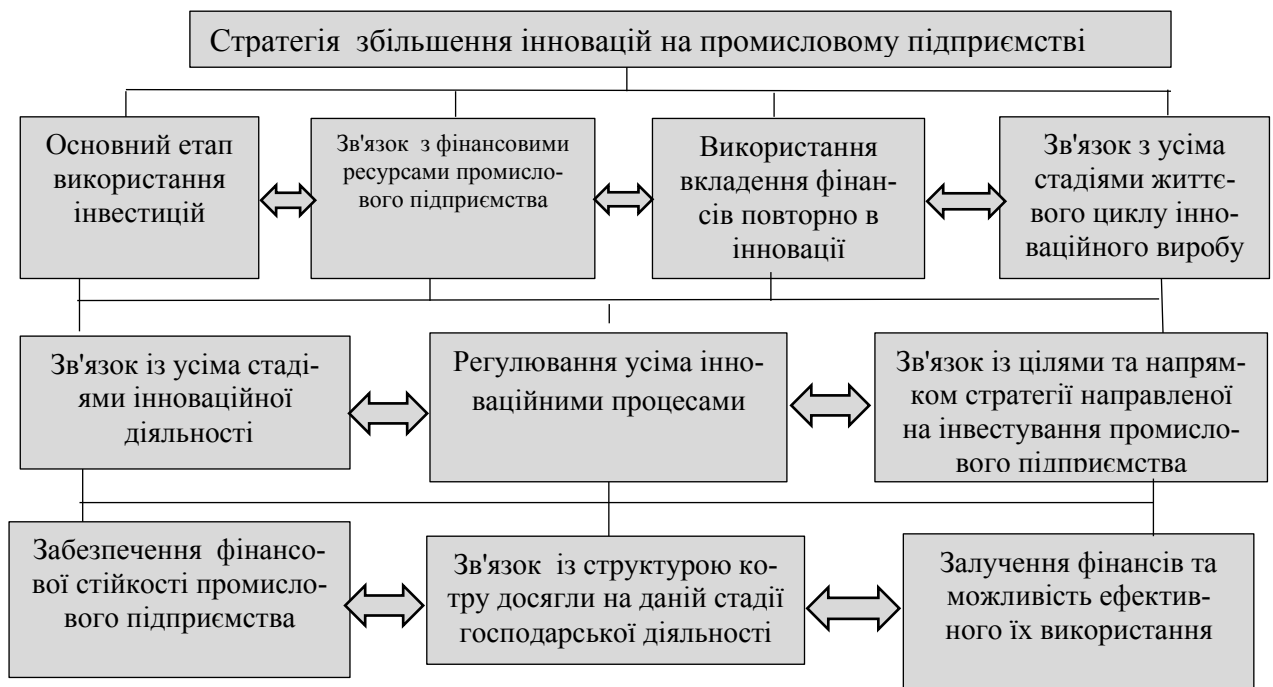 Стратегія збільшення інновацій на промисловому підприємстві
Основний етап
використання
інвестицій
Зв'язок з фінансовими
ресурсами промисло-
вого підприємства
Використання
вкладення фінан-
сів повторно в
інновації
Зв'язок з усіма
стадіями життє-
вого циклу інно-
ваційного виробу
Зв'язок із усіма стаді-
ями інноваційної
діяльності
Регулювання усіма інно-
ваційними процесами
Зв'язок із цілями та напрям-
ком стратегії направленої
на інвестування промисло-
вого підприємства
Забезпечення фінансо-
вої стійкості промисло-
вого підприємства
Зв'язок із структурою ко-
тру досягли на даній стадії
господарської діяльності
Залучення фінансів та
можливість ефектив-
ного їх використання